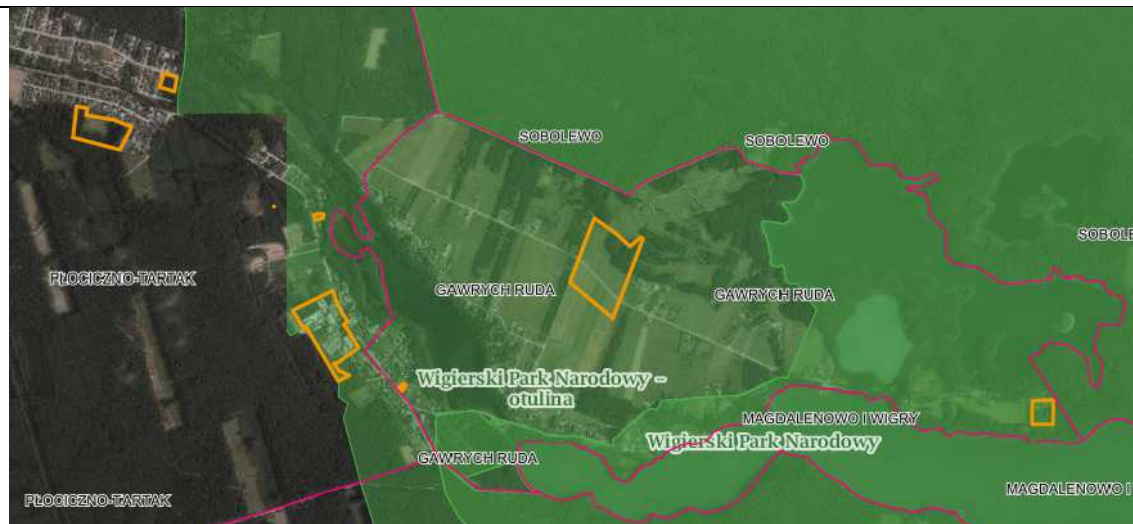 SOBOLEWO
SOBOLEWO
SOBOLE
PŁOCICZNO-TARTAK
GAWRYCH RUDA
GAWRYCH RUDA
Wigierski Park Narodowy -
otulina
MAGDALENOWO I WIGRY
Wigierski Park Narodowy
GAWRYCH RUDA
PŁOCICZNO-TARTAK
MAGDALENOWO I